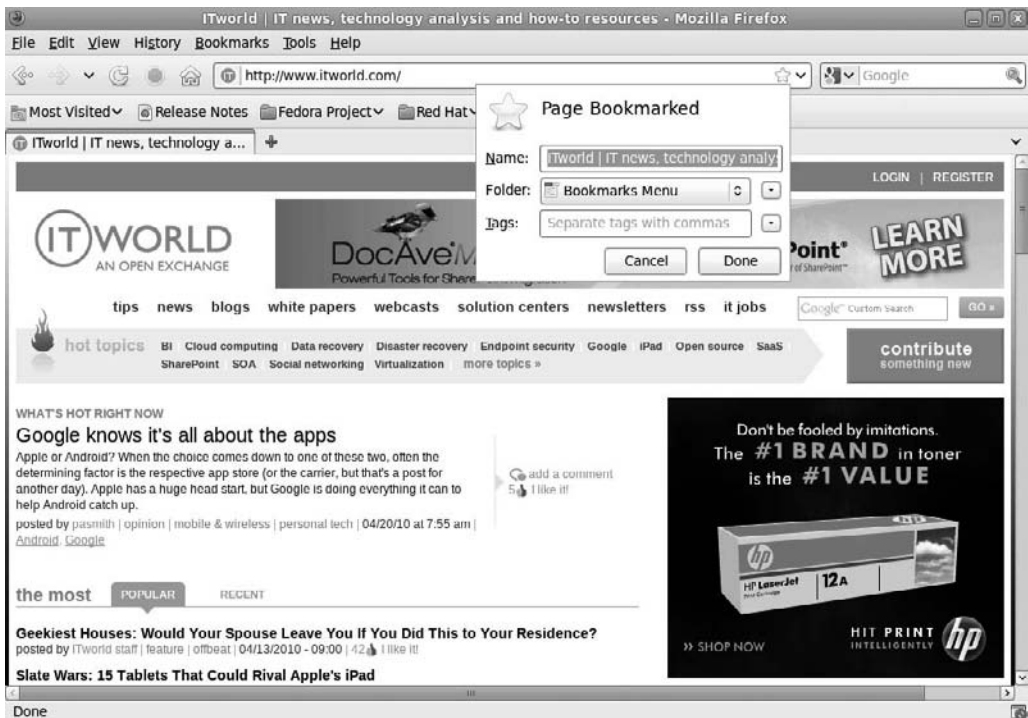 ITworld | IT news, technology analysis and how-to resources - Mozilla Firefox
File Edit View History Bookmarks Tools Help
http://www.itworld.com/
Google
Most Visited Release Notes Fedora Project Red Hat
ITworld | IT news, technology a...
Page Bookmarked
Name: ITworld | IT news, technology analys
Folder: Bookmarks Menu
Tags: Separate tags with commas
Cancel Done
LOGIN | REGISTER
IT WORLD
AN OPEN EXCHANGE
DocAve
Powerful Tools for Share
Point®
of SharePoint™
LEARN MORE
tips news blogs white papers webcasts solution centers newsletters rss it jobs
Google™ Custom Search GO »
hot topics
BI Cloud computing Data recovery Disaster recovery Endpoint security Google iPad Open source SaaS
SharePoint SOA Social networking Virtualization more topics »
contribute
something new
WHAT'S HOT RIGHT NOW
Google knows it's all about the apps
Apple or Android? When the choice comes down to one of these two, often the
determining factor is the respective app store (or the carrier, but that's a post for
another day). Apple has a huge head start, but Google is doing everything it can to
help Android catch up.
posted by pasmith | opinion | mobile & wireless | personal tech | 04/20/10 at 7:55 am |
Android, Google
add a comment
5 I like it!
the most POPULAR RECENT
Geekiest Houses: Would Your Spouse Leave You If You Did This to Your Residence?
posted by ITworld staff | feature | offbeat | 04/13/2010 - 09:00 | 42 I like it!
Slate Wars: 15 Tablets That Could Rival Apple's iPad
Don't be fooled by imitations.
The #1 BRAND in toner
is the #1 VALUE
hp
HP LaserJet 12A
Print Cartridge
» SHOP NOW
HIT PRINT
INTELLIGENTLY
hp
Done